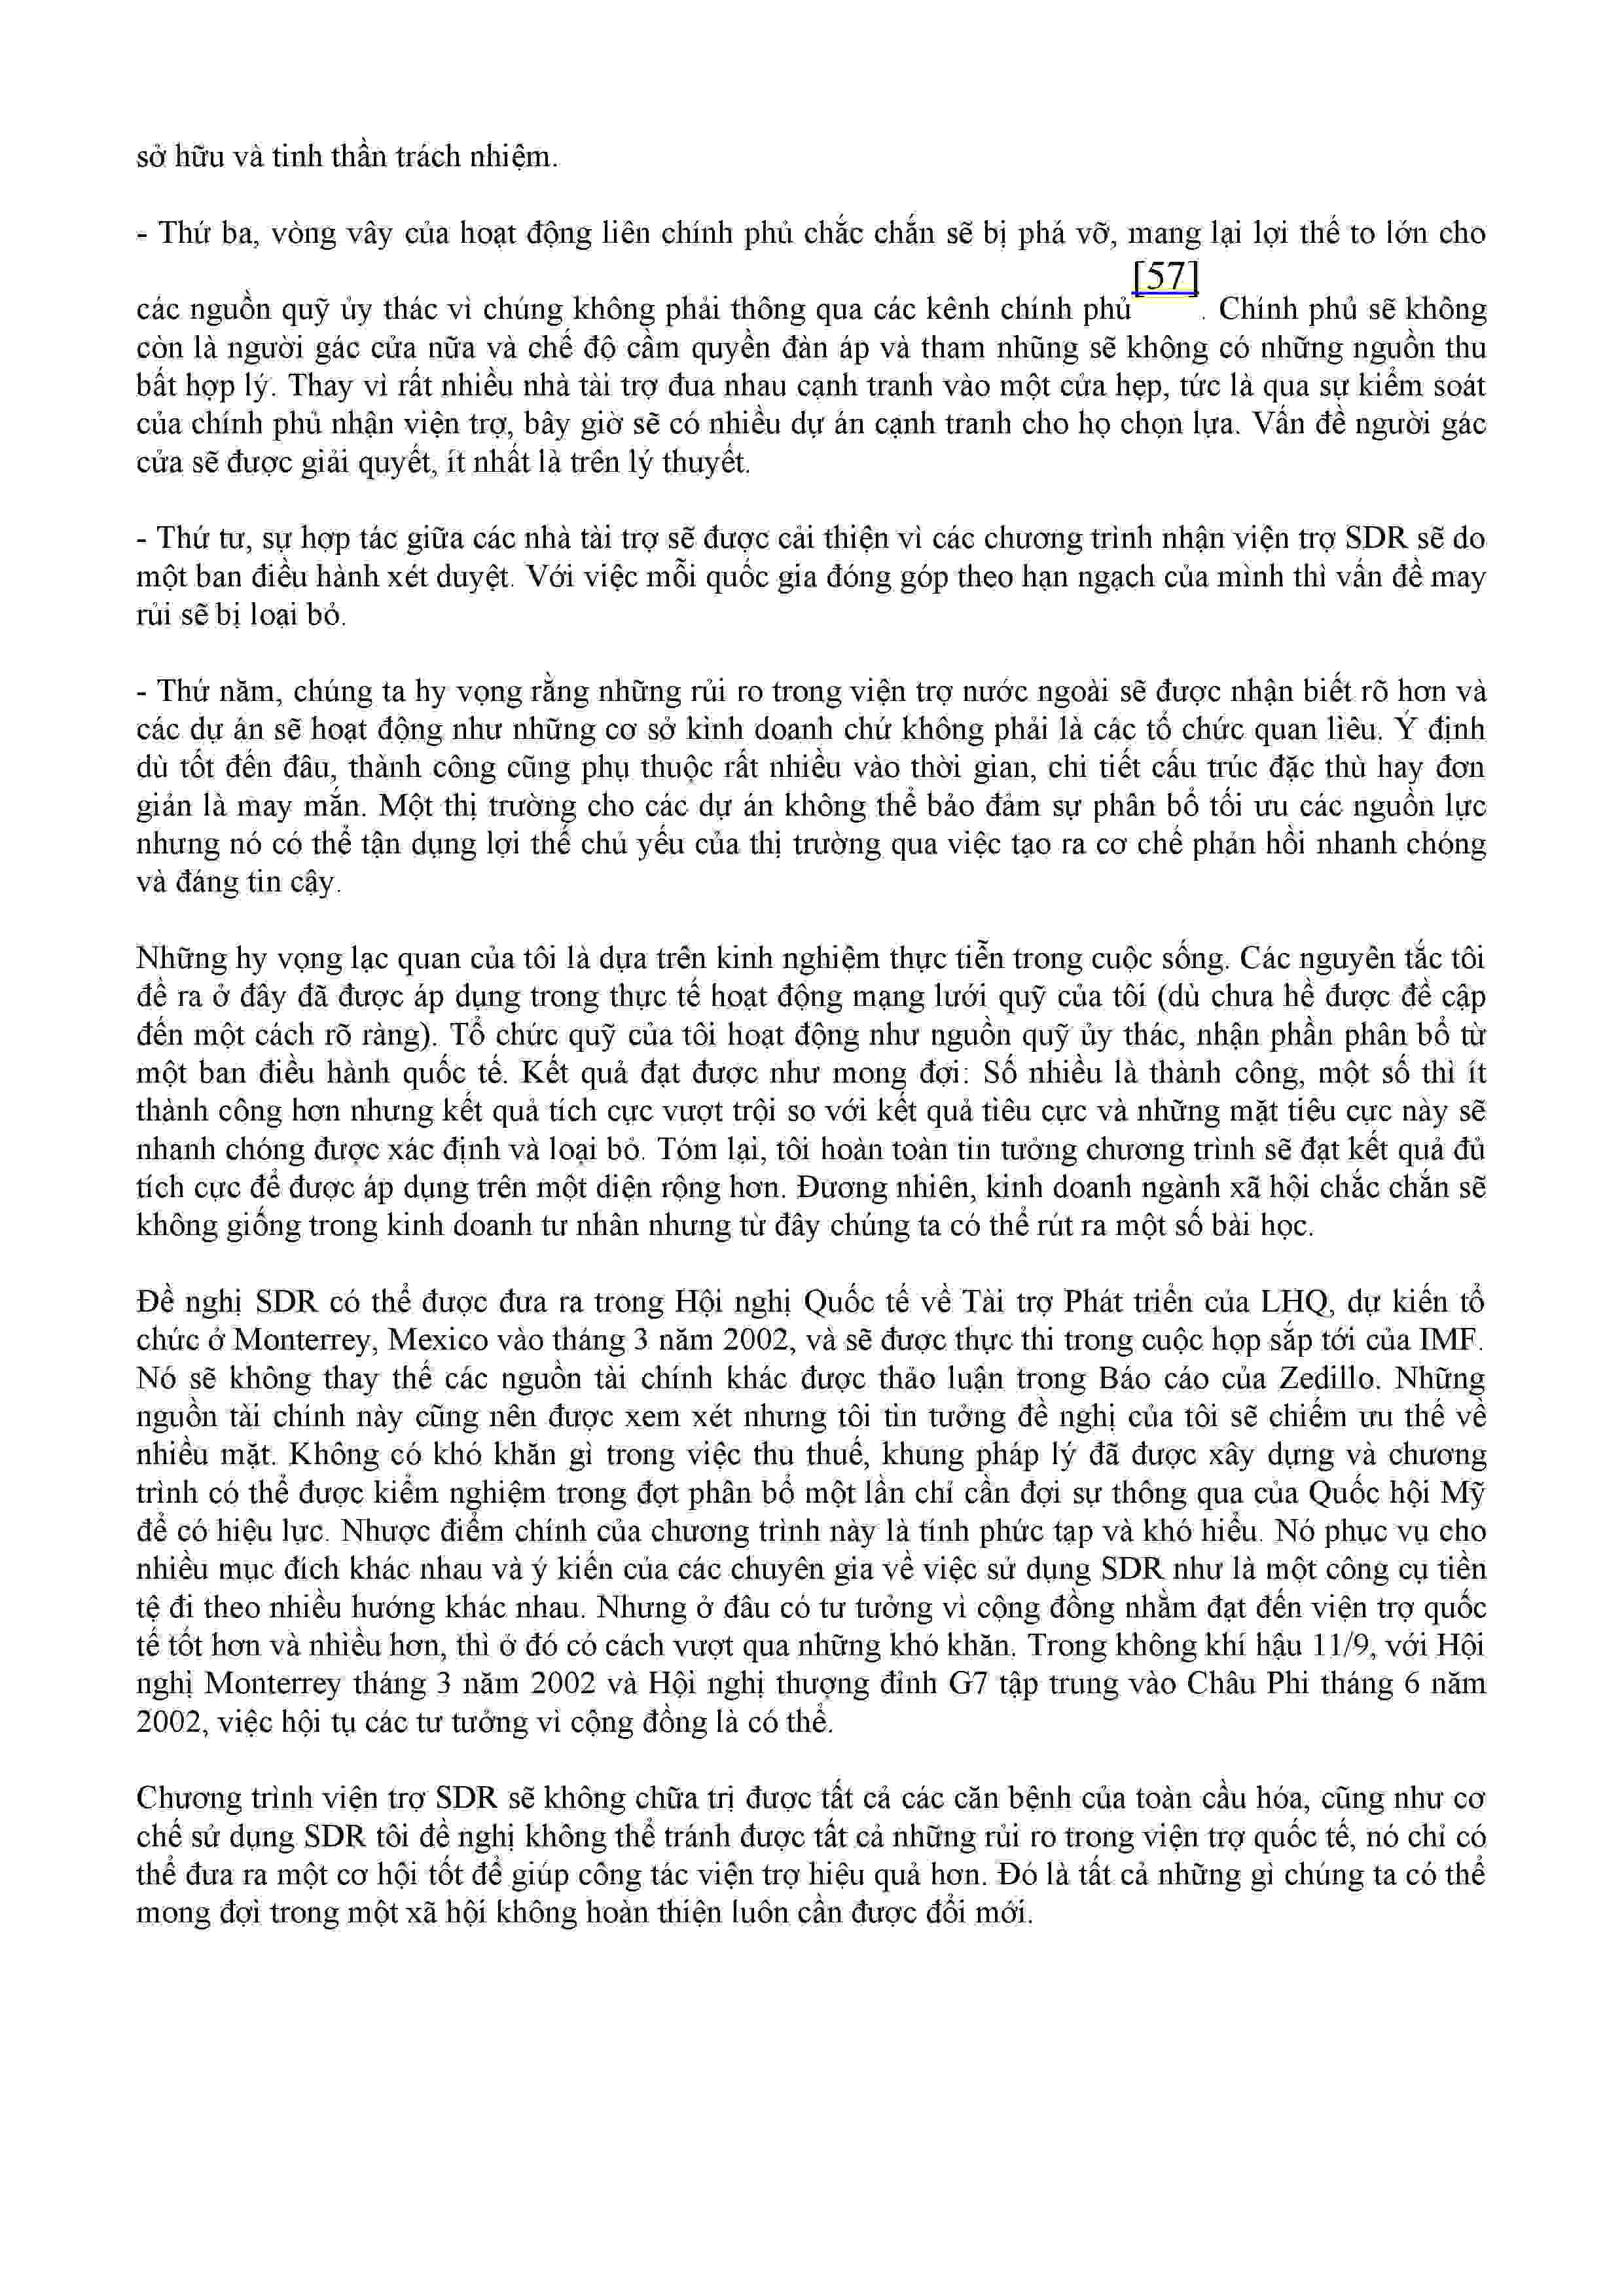 sở hữu và tinh thần trách nhiệm.
- Thứ ba, vòng vây của hoạt động liên chính phủ chắc chắn sẽ bị phá vỡ, mang lại lợi thế to lớn cho
các nguồn quỹ ủy thác vì chúng không phải thông qua các kênh chính phủ[57]. Chính phủ sẽ không
còn là người gác cửa nữa và chế độ cầm quyền đàn áp và tham nhũng sẽ không có những nguồn thu
bất hợp lý. Thay vì rất nhiều nhà tài trợ đua nhau cạnh tranh vào một cửa hẹp, tức là qua sự kiểm soát
của chính phủ nhận viện trợ, bây giờ sẽ có nhiều dự án cạnh tranh cho họ chọn lựa. Vấn đề người gác
cửa sẽ được giải quyết, ít nhất là trên lý thuyết.
- Thứ tư, sự hợp tác giữa các nhà tài trợ sẽ được cải thiện vì các chương trình nhận viện trợ SDR sẽ do
một ban điều hành xét duyệt. Với việc mỗi quốc gia đóng góp theo hạn ngạch của mình thì vấn đề may
rủi sẽ bị loại bỏ.
- Thứ năm, chúng ta hy vọng rằng những rủi ro trong viện trợ nước ngoài sẽ được nhận biết rõ hơn và
các dự án sẽ hoạt động như những cơ sở kinh doanh chứ không phải là các tổ chức quan liêu. Ý định
dù tốt đến đâu, thành công cũng phụ thuộc rất nhiều vào thời gian, chi tiết cấu trúc đặc thù hay đơn
giản là may mắn. Một thị trường cho các dự án không thể bảo đảm sự phân bổ tối ưu các nguồn lực
nhưng nó có thể tận dụng lợi thế chủ yếu của thị trường qua việc tạo ra cơ chế phản hồi nhanh chóng
và đáng tin cậy.
Những hy vọng lạc quan của tôi là dựa trên kinh nghiệm thực tiễn trong cuộc sống. Các nguyên tắc tôi
đề ra ở đây đã được áp dụng trong thực tế hoạt động mạng lưới quỹ của tôi (dù chưa hề được đề cập
đến một cách rõ ràng). Tổ chức quỹ của tôi hoạt động như nguồn quỹ ủy thác, nhận phần phân bổ từ
một ban điều hành quốc tế. Kết quả đạt được như mong đợi: Số nhiều là thành công, một số thì ít
thành công hơn nhưng kết quả tích cực vượt trội so với kết quả tiêu cực và những mặt tiêu cực này sẽ
nhanh chóng được xác định và loại bỏ. Tóm lại, tôi hoàn toàn tin tưởng chương trình sẽ đạt kết quả đủ
tích cực để được áp dụng trên một diện rộng hơn. Đương nhiên, kinh doanh ngành xã hội chắc chắn sẽ
không giống trong kinh doanh tư nhân nhưng từ đây chúng ta có thể rút ra một số bài học.
Đề nghị SDR có thể được đưa ra trong Hội nghị Quốc tế về Tài trợ Phát triển của LHQ, dự kiến tổ
chức ở Monterrey, Mexico vào tháng 3 năm 2002, và sẽ được thực thi trong cuộc họp sắp tới của IMF.
Nó sẽ không thay thế các nguồn tài chính khác được thảo luận trong Báo cáo của Zedillo. Những
nguồn tài chính này cũng nên được xem xét nhưng tôi tin tưởng đề nghị của tôi sẽ chiếm ưu thế về
nhiều mặt. Không có khó khăn gì trong việc thu thuế, khung pháp lý đã được xây dựng và chương
trình có thể được kiểm nghiệm trong đợt phân bổ một lần chỉ cần đợi sự thông qua của Quốc hội Mỹ
để có hiệu lực. Nhược điểm chính của chương trình này là tính phức tạp và khó hiểu. Nó phục vụ cho
nhiều mục đích khác nhau và ý kiến của các chuyên gia về việc sử dụng SDR như là một công cụ tiền
tệ đi theo nhiều hướng khác nhau. Nhưng ở đâu có tư tưởng vì cộng đồng nhằm đạt đến viện trợ quốc
tế tốt hơn và nhiều hơn, thì ở đó có cách vượt qua những khó khăn. Trong không khí hậu 11/9, với Hội
nghị Monterrey tháng 3 năm 2002 và Hội nghị thượng đỉnh G7 tập trung vào Châu Phi tháng 6 năm
2002, việc hội tụ các tư tưởng vì cộng đồng là có thể.
Chương trình viện trợ SDR sẽ không chữa trị được tất cả các căn bệnh của toàn cầu hóa, cũng như cơ
chế sử dụng SDR tôi đề nghị không thể tránh được tất cả những rủi ro trong viện trợ quốc tế, nó chỉ có
thể đưa ra một cơ hội tốt để giúp công tác viện trợ hiệu quả hơn. Đó là tất cả những gì chúng ta có thể
mong đợi trong một xã hội không hoàn thiện luôn cần được đổi mới.